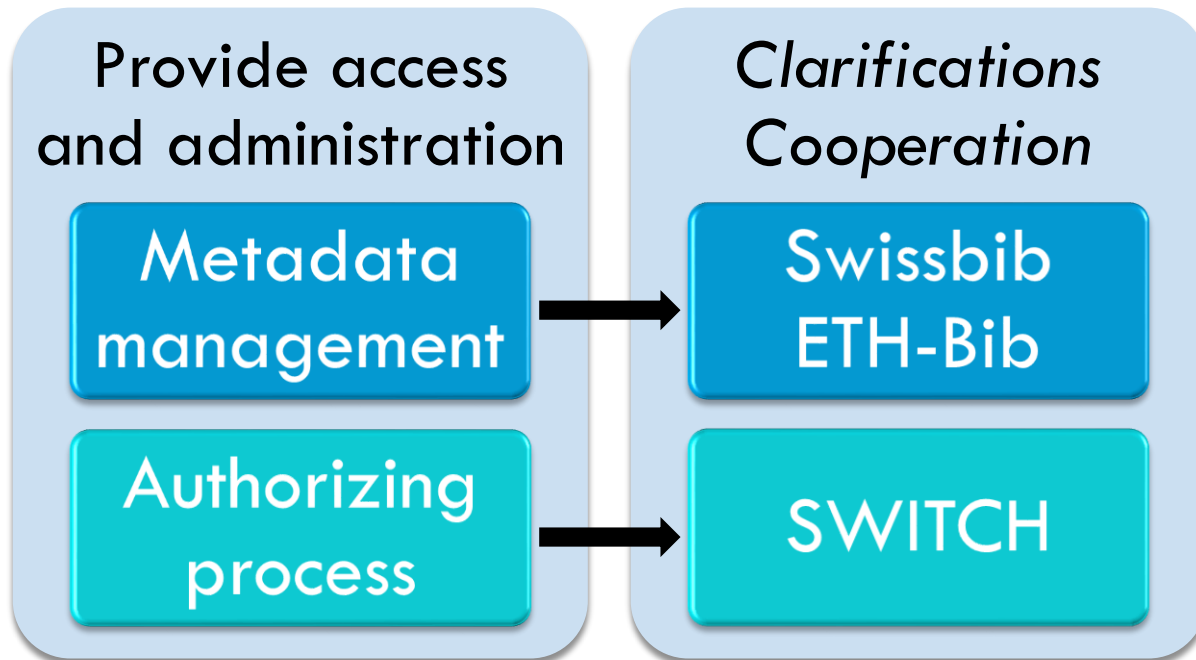 Provide access
and administration
Metadata
management
Authorizing
process
Clarifications
Cooperation
Swissbib
ETH-Bib
SWITCH